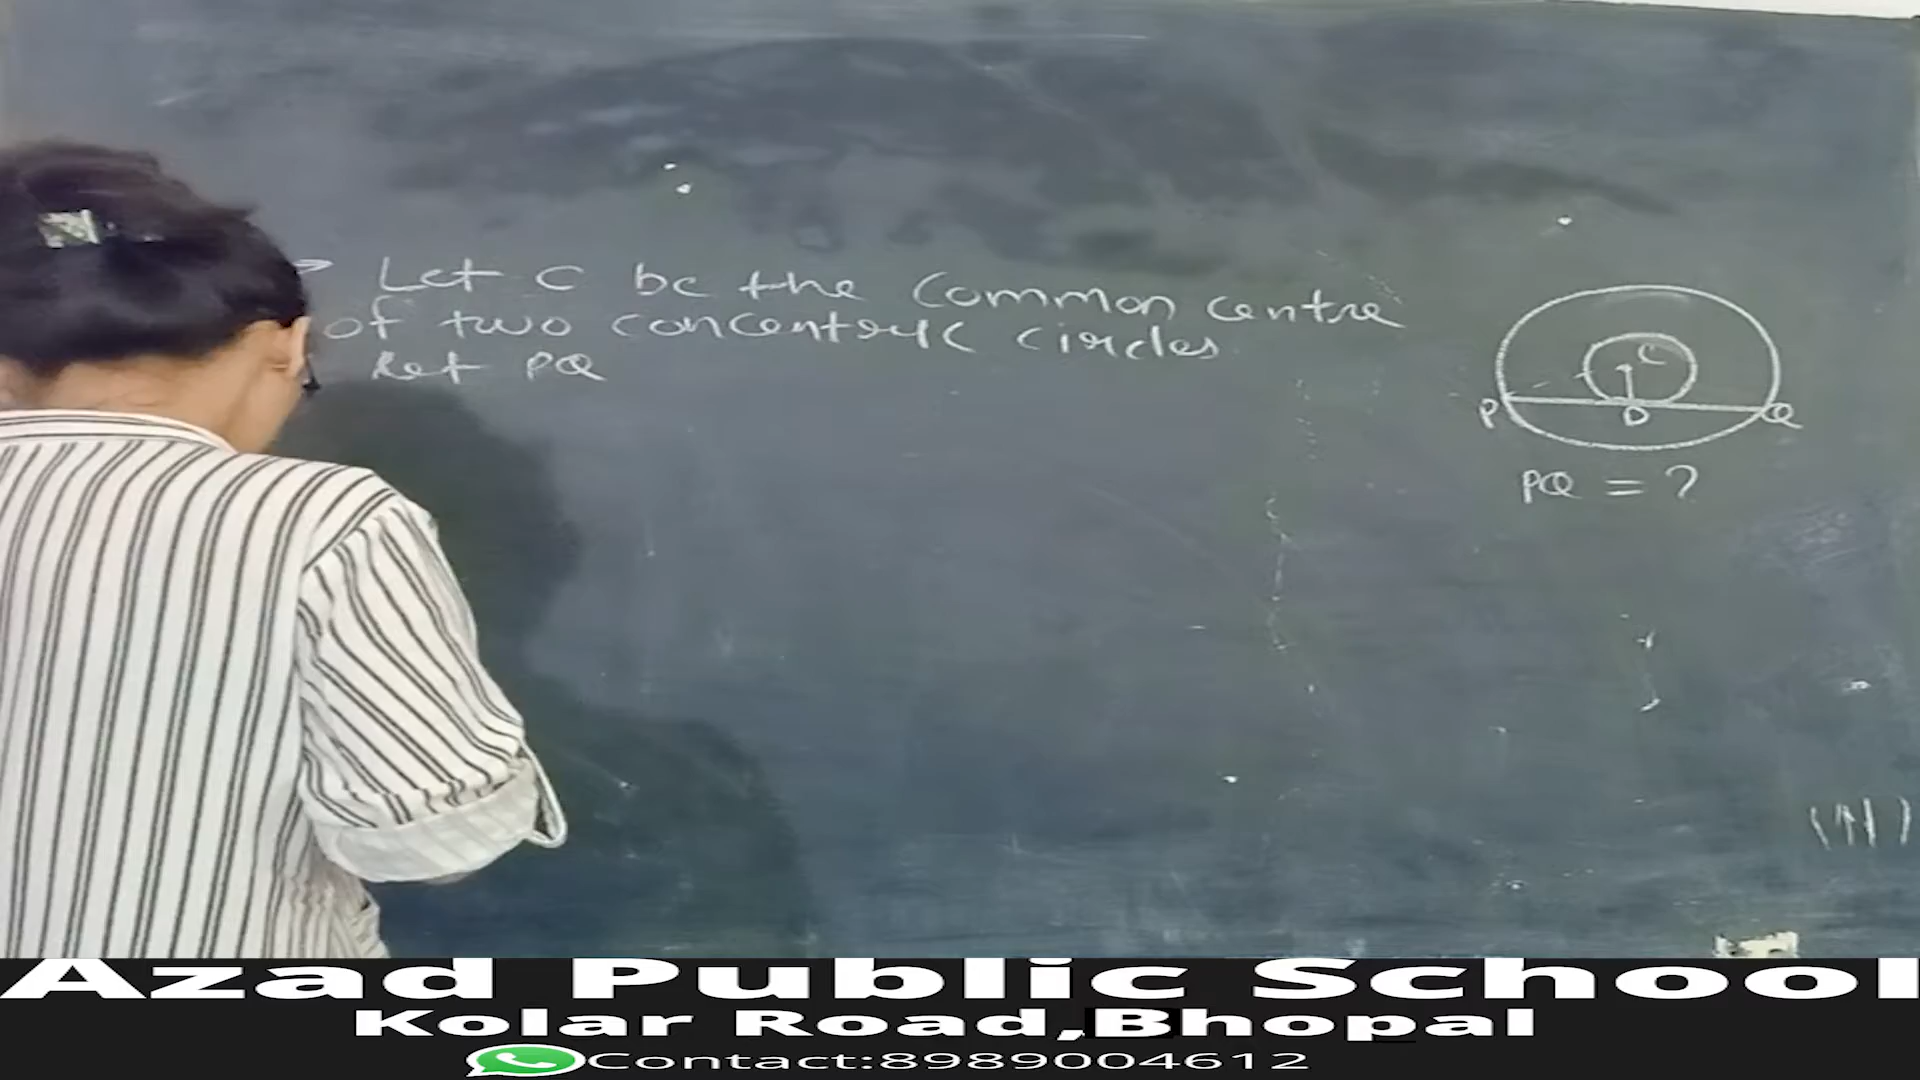 → Let C be the Common centre
of two concentryc circles
Let PQ
C
P D Q
PQ = ?
Azad Public School
Kolar Road,Bhopal
Contact:8989004612